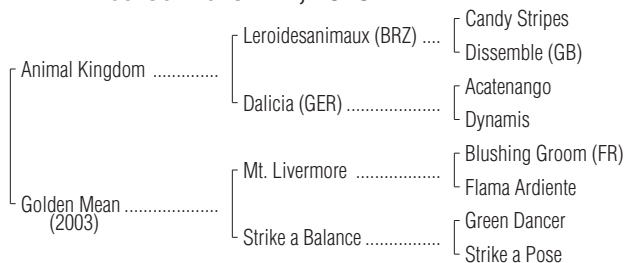 Candy Stripes
Leroidesanimaux (BRZ) ....
Dissemble (GB)
Animal Kingdom ..............
Acatenango
Dalicia (GER) ....................
Dynamis
Blushing Groom (FR)
Mt. Livermore ..................
Flama Ardiente
Golden Mean ....................
(2003)
Green Dancer
Strike a Balance ................
Strike a Pose